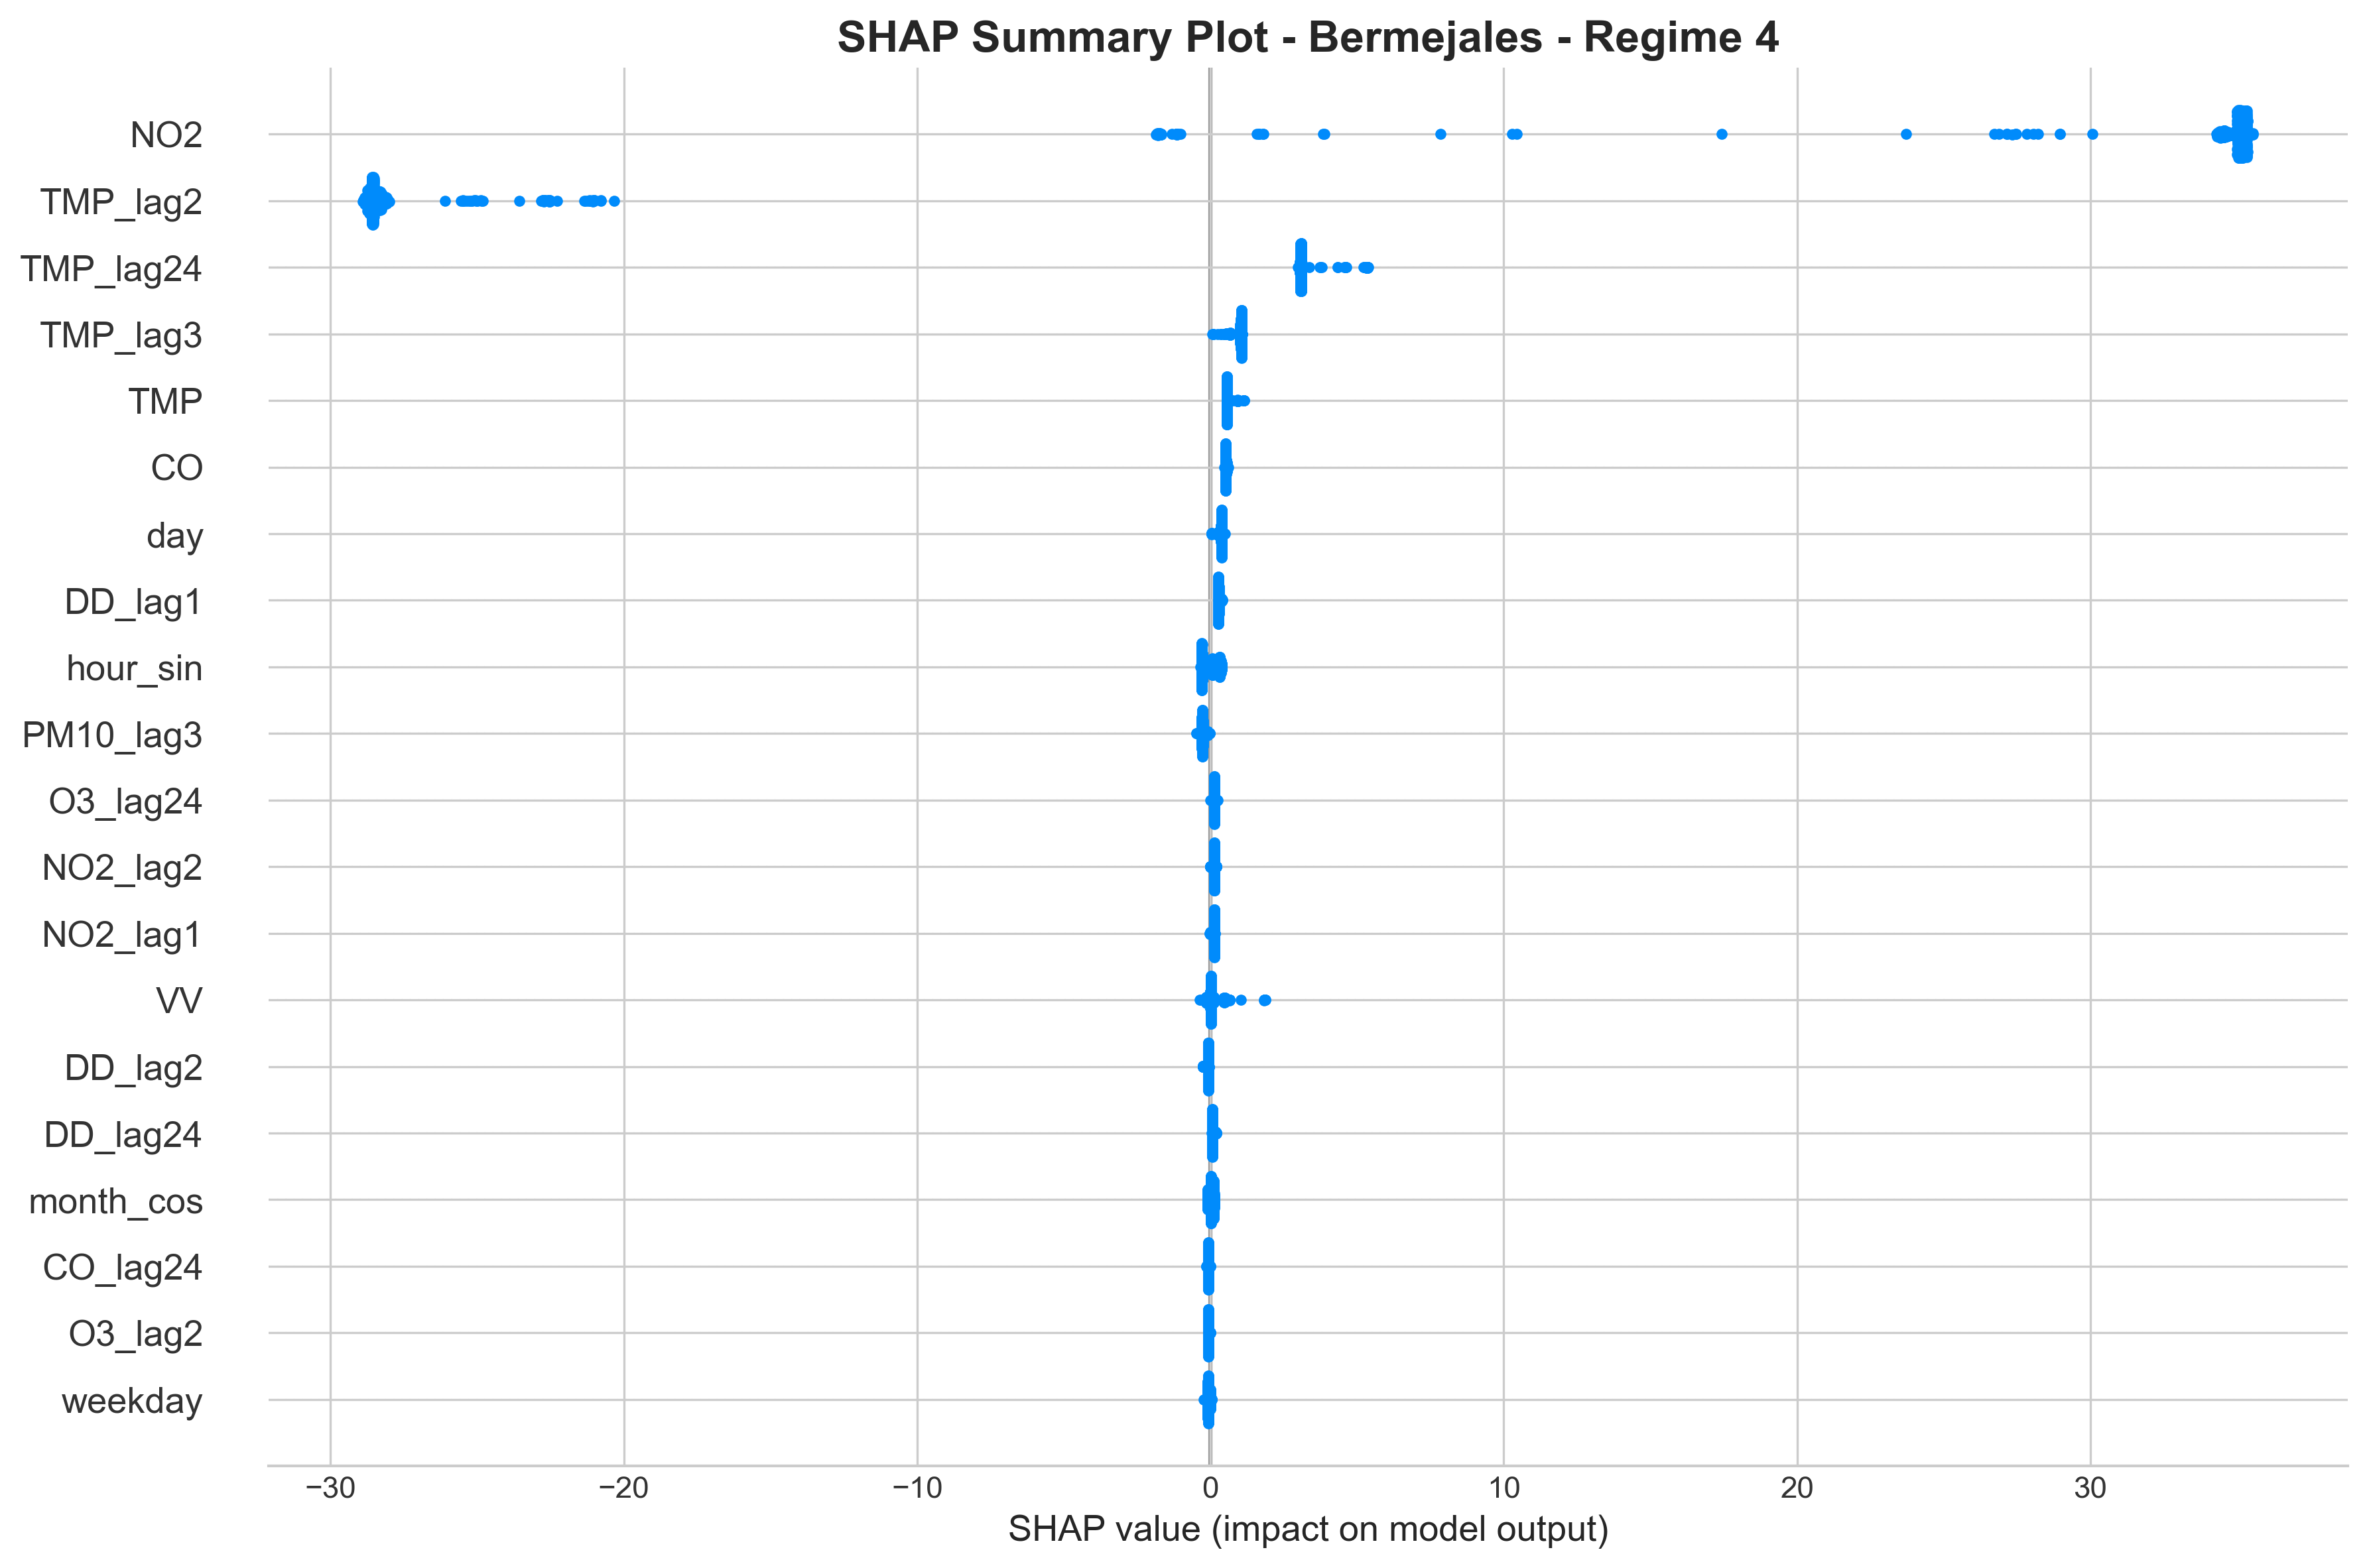 SHAP Summary Plot - Bermejales - Regime 4
NO2
TMP_lag2
TMP_lag24
TMP_lag3
TMP
CO
day
DD_lag1
hour_sin
PM10_lag3
O3_lag24
NO2_lag2
NO2_lag1
VV
DD_lag2
DD_lag24
month_cos
CO_lag24
O3_lag2
weekday
−30 −20 −10 0 10 20 30
SHAP value (impact on model output)